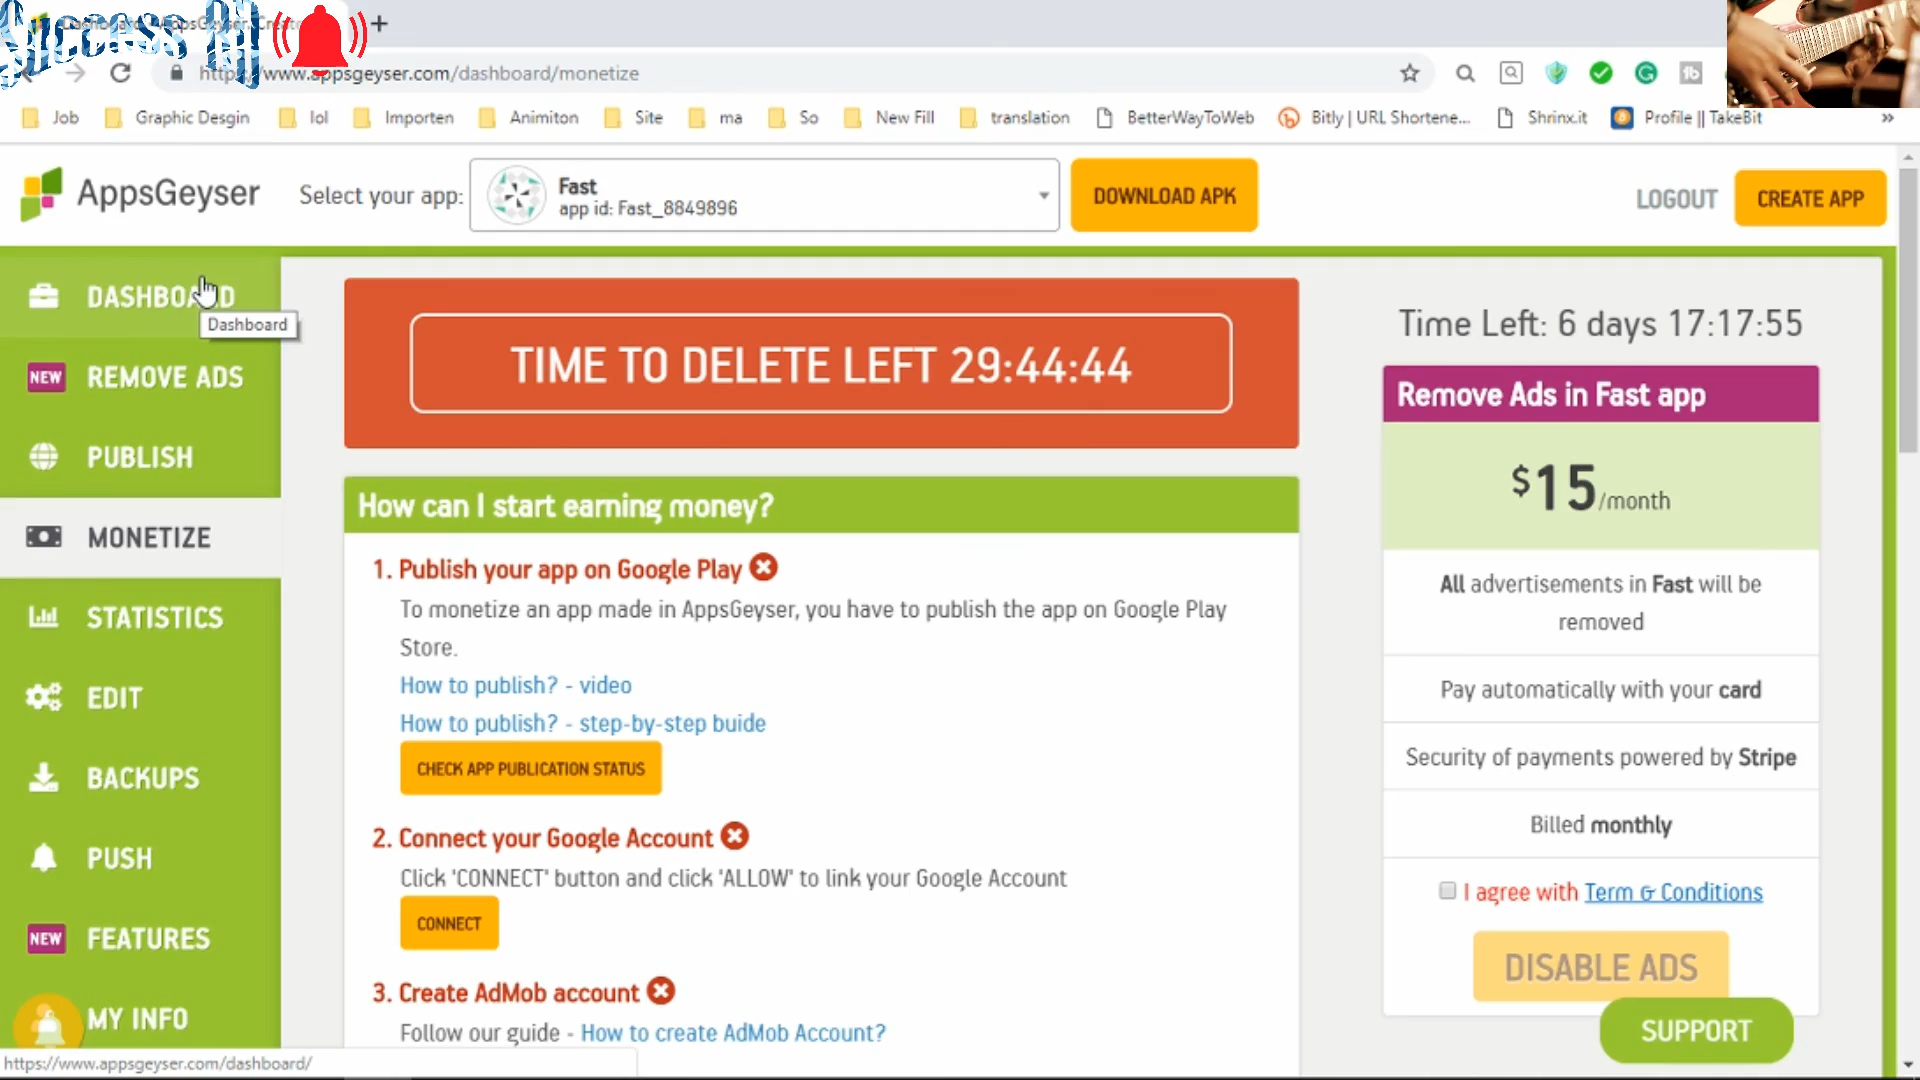 Success
Dashboard - AppsGeyser. Create
https://www.appsgeyser.com/dashboard/monetize
Job
Graphic Desgin
lol
Importen
Animiton
Site
ma
So
New Fill
translation
BetterWayToWeb
Bitly | URL Shortene...
Shrinx.it
Profile || TakeBit
»
AppsGeyser
Select your app:
Fast
app id: Fast_8849896
DOWNLOAD APK
LOGOUT
CREATE APP
DASHBOARD
Dashboard
NEW REMOVE ADS
PUBLISH
MONETIZE
STATISTICS
EDIT
BACKUPS
PUSH
NEW FEATURES
MY INFO
TIME TO DELETE LEFT 29:44:44
How can I start earning money?
1. Publish your app on Google Play
To monetize an app made in AppsGeyser, you have to publish the app on Google Play
Store.
How to publish? - video
How to publish? - step-by-step buide
CHECK APP PUBLICATION STATUS
2. Connect your Google Account
Click 'CONNECT' button and click 'ALLOW' to link your Google Account
CONNECT
3. Create AdMob account
Follow our guide - How to create AdMob Account?
Time Left: 6 days 17:17:55
Remove Ads in Fast app
$15/month
All advertisements in Fast will be
removed
Pay automatically with your card
Security of payments powered by Stripe
Billed monthly
I agree with Term & Conditions
DISABLE ADS
SUPPORT
https://www.appsgeyser.com/dashboard/